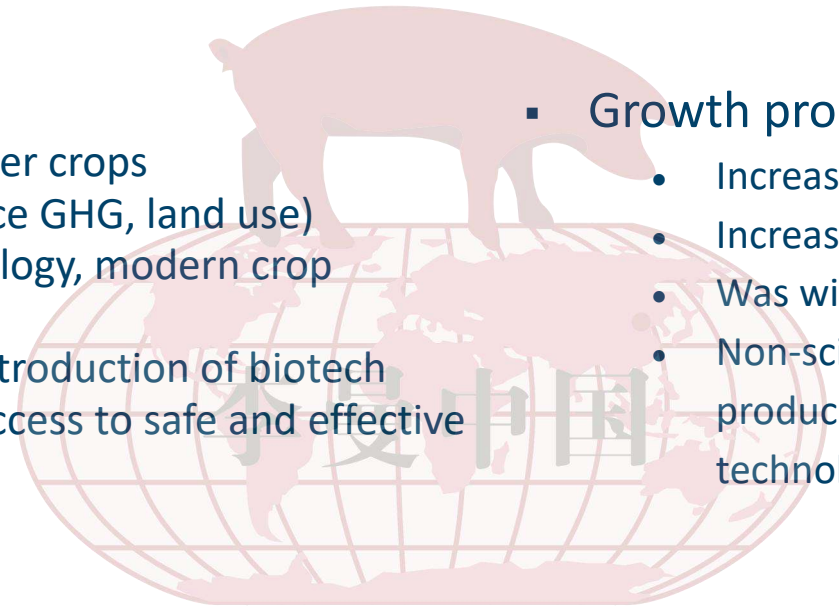 er crops
ce GHG, land use)
logy, modern crop
troduction of biotech
ccess to safe and effective
▪ Growth pro
• Increas
• Increas
• Was wi
• Non-sci
produc
technol
李曼中国